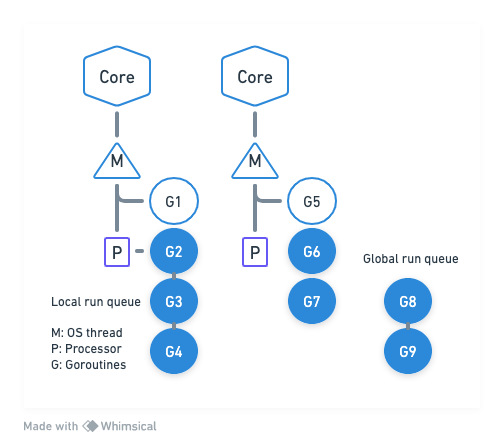 Core
Core
M
M
G1
G5
P
G2
P
G6
Global run queue
Local run queue
G3
G7
G8
M: OS thread
P: Processor
G: Goroutines
G4
G9
Made with Whimsical